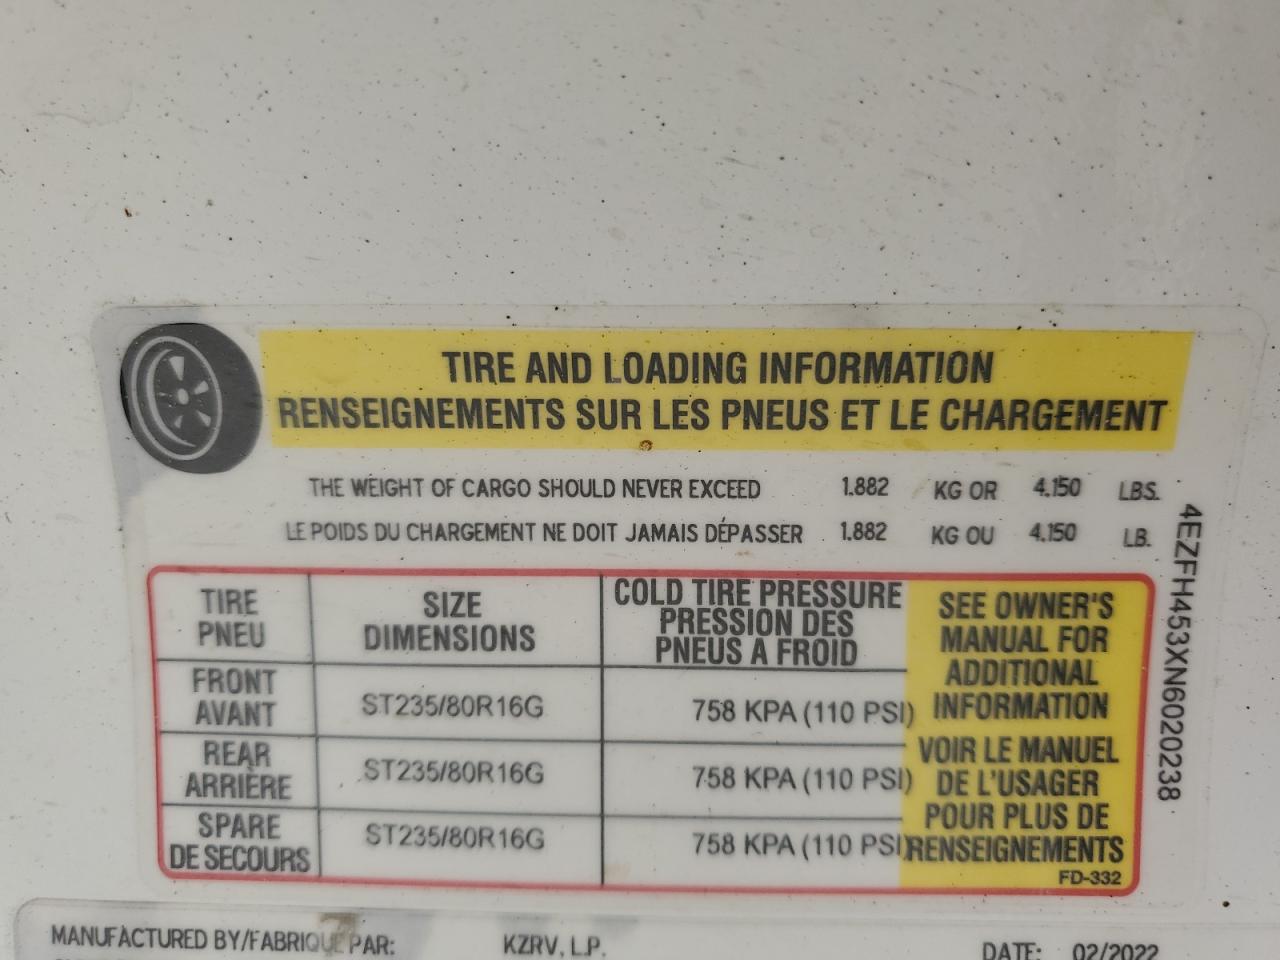 TIRE AND LOADING INFORMATION
RENSEIGNEMENTS SUR LES PNEUS ET LE CHARGEMENT
THE WEIGHT OF CARGO SHOULD NEVER EXCEED 1.882 KG OR 4.150 LBS.
LE POIDS DU CHARGEMENT NE DOIT JAMAIS DÉPASSER 1.882 KG OU 4.150 LB.
TIRE
PNEU
SIZE
DIMENSIONS
COLD TIRE PRESSURE
PRESSION DES
PNEUS A FROID
FRONT
AVANT
ST235/80R16G
758 KPA (110 PSI)
REAR
ARRIÈRE
ST235/80R16G
758 KPA (110 PSI)
SPARE
DE SECOURS
ST235/80R16G
758 KPA (110 PSI)
SEE OWNER'S
MANUAL FOR
ADDITIONAL
INFORMATION
VOIR LE MANUEL
DE L'USAGER
POUR PLUS DE
RENSEIGNEMENTS
FD-332
4EZFH453XN6020238
MANUFACTURED BY/FABRIQUE PAR: KZRV, L.P. DATE: 02/2022